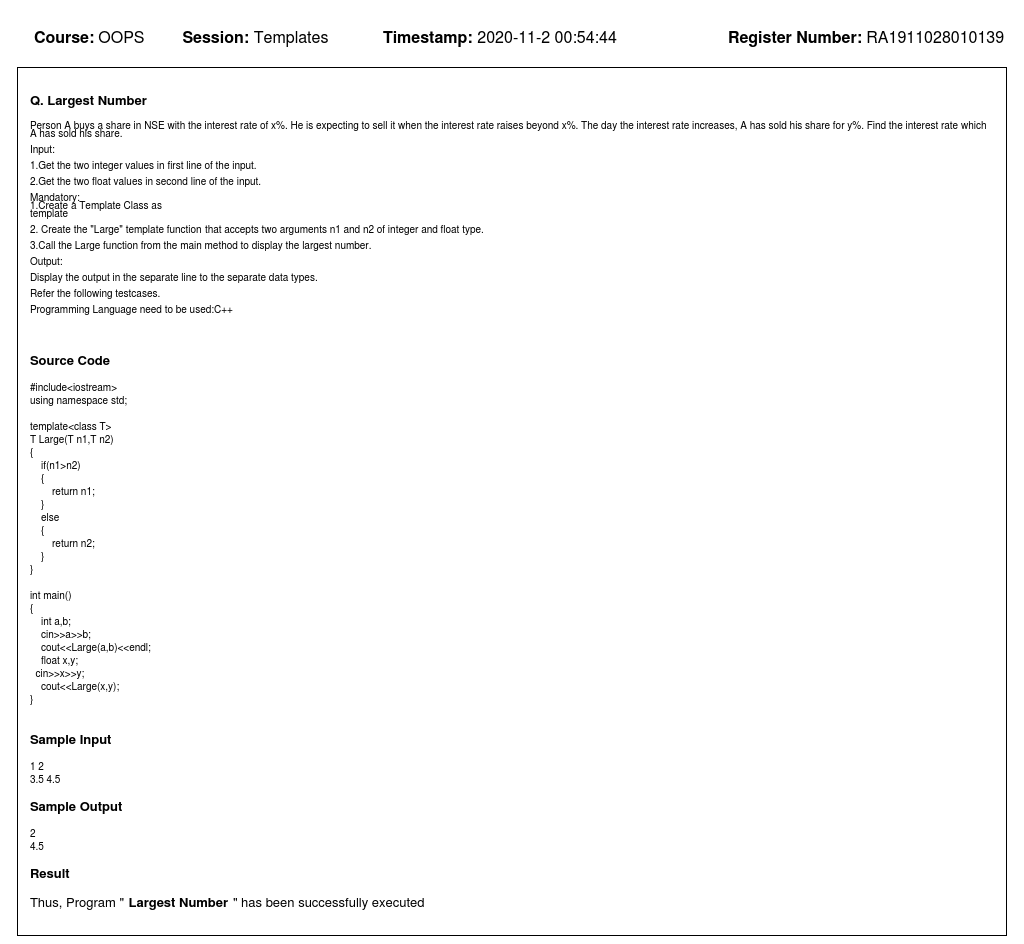 Course: OOPS Session: Templates Timestamp: 2020-11-2 00:54:44 Register Number: RA1911028010139
Q. Largest Number
Person A buys a share in NSE with the interest rate of x%. He is expecting to sell it when the interest rate raises beyond x%. The day the interest rate increases, A has sold his share for y%. Find the interest rate which
A has sold his share.
Input:
1.Get the two integer values in first line of the input.
2.Get the two float values in second line of the input.
Mandatory:
1.Create a Template Class as
template
2. Create the "Large" template function that accepts two arguments n1 and n2 of integer and float type.
3.Call the Large function from the main method to display the largest number.
Output:
Display the output in the separate line to the separate data types.
Refer the following testcases.
Programming Language need to be used:C++
Source Code
#include<iostream>
using namespace std;
template<class T>
T Large(T n1,T n2)
{
if(n1>n2)
{
return n1;
}
else
{
return n2;
}
}
int main()
{
int a,b;
cin>>a>>b;
cout<<Large(a,b)<<endl;
float x,y;
cin>>x>>y;
cout<<Large(x,y);
}
Sample Input
1 2
3.5 4.5
Sample Output
2
4.5
Result
Thus, Program " Largest Number " has been successfully executed